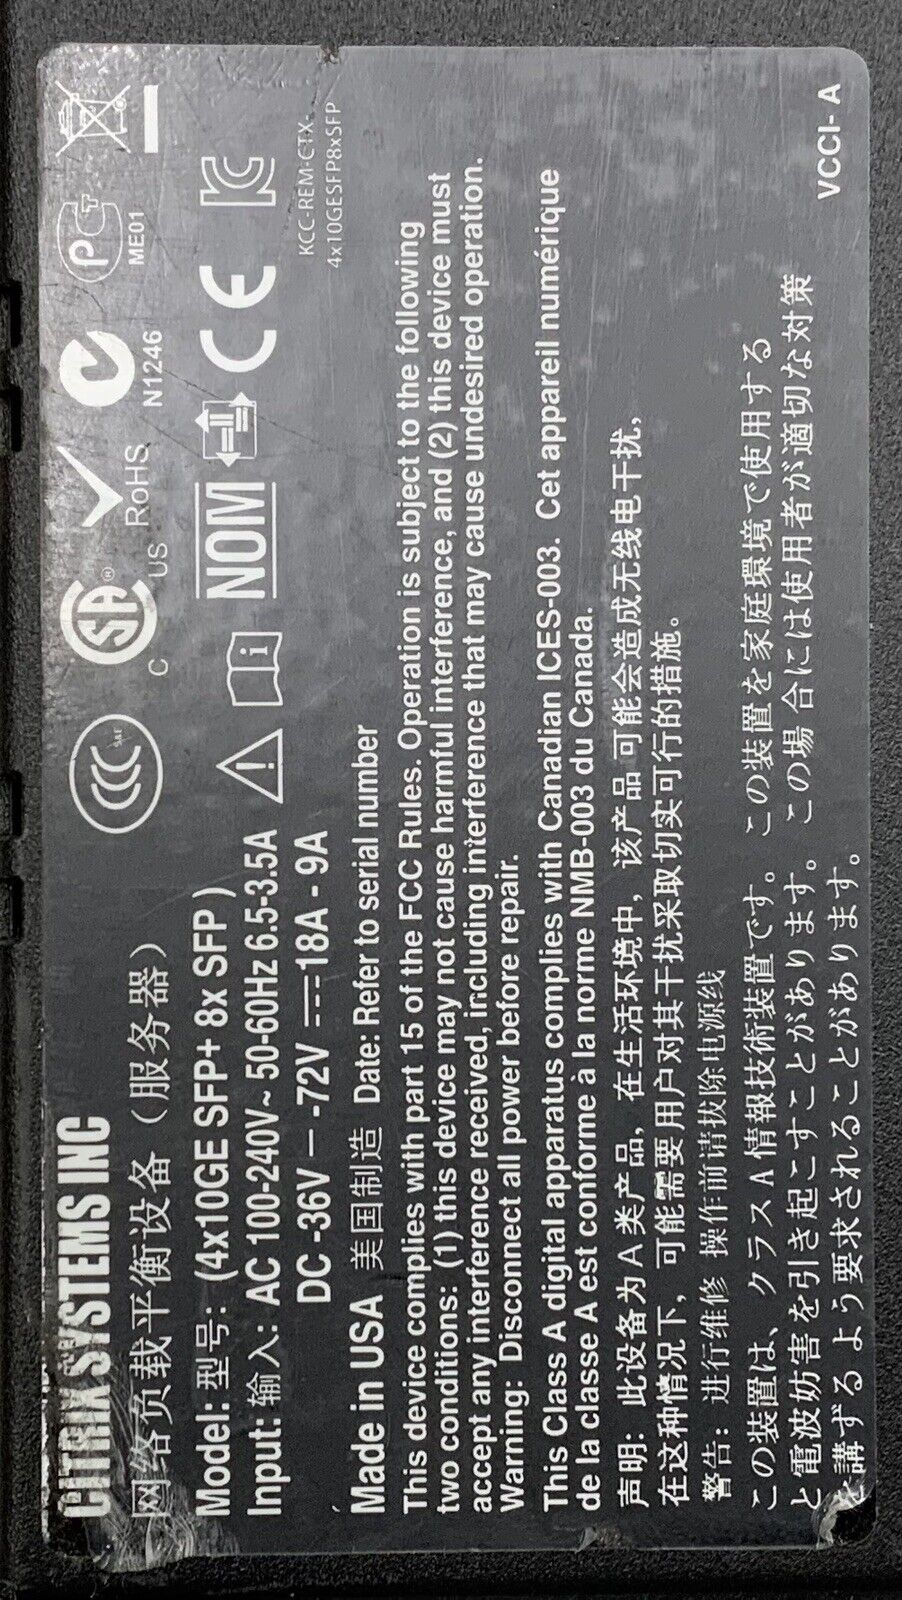 CITRIX SYSTEMS INC
网络负载平衡设备（服务器）
Model: 型号: (4x10GE SFP+ 8x SFP )
Input: 输入: AC 100-240V~ 50-60Hz 6.5-3.5A
DC -36V – -72V ⎓18A - 9A
S&E
SA®
C US
RoHS
N1246
PCT
ME01
i
NOM
CE
KC
KCC-REM-CTX-
4x10GESFP8xSFP
Made in USA 美国制造 Date: Refer to serial number
This device complies with part 15 of the FCC Rules. Operation is subject to the following
two conditions: (1) this device may not cause harmful interference, and (2) this device must
accept any interference received, including interference that may cause undesired operation.
Warning: Disconnect all power before repair.
This Class A digital apparatus complies with Canadian ICES-003. Cet appareil numérique
de la classe A est conforme à la norme NMB-003 du Canada.
声明: 此设备为A类产品, 在生活环境中, 该产品可能会造成无线电干扰,
在这种情况下, 可能需要用户对其干扰采取切实可行的措施。
警告: 进行维修 操作前请拔除电源线
この装置は、クラスA情報技術装置です。この装置を家庭環境で使用する
と電波妨害を引き起こすことがあります。この場合には使用者が適切な対策
を講ずるよう要求されることがあります。
VCCI- A